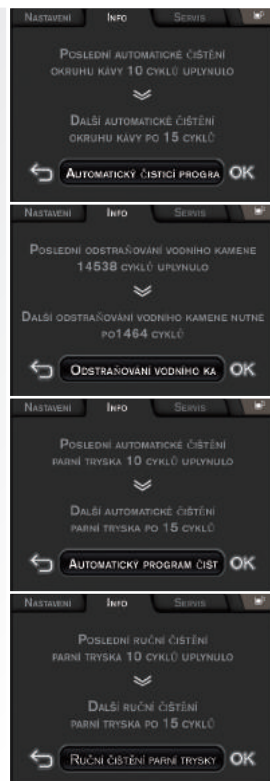 Nastavení Info Servis
Poslední automatické čištění
okruhu kávy 10 cyklů uplynulo
Další automatické čištění
okruhu kávy po 15 cyklů
Automatický čisticí progra OK
Nastavení Info Servis
Poslední odstraňování vodního kamene
14538 cyklů uplynulo
Další odstraňování vodního kamene nutné
po1464 cyklů
Odstraňování vodního ka OK
Nastavení Info Servis
Poslední automatické čištění
parní tryska 10 cyklů uplynulo
Další automatické čištění
parní tryska po 15 cyklů
Automatický program čišt OK
Nastavení Info Servis
Poslední ruční čištění
parní tryska 10 cyklů uplynulo
Další ruční čištění
parní tryska po 15 cyklů
Ruční čištění parní trysky OK